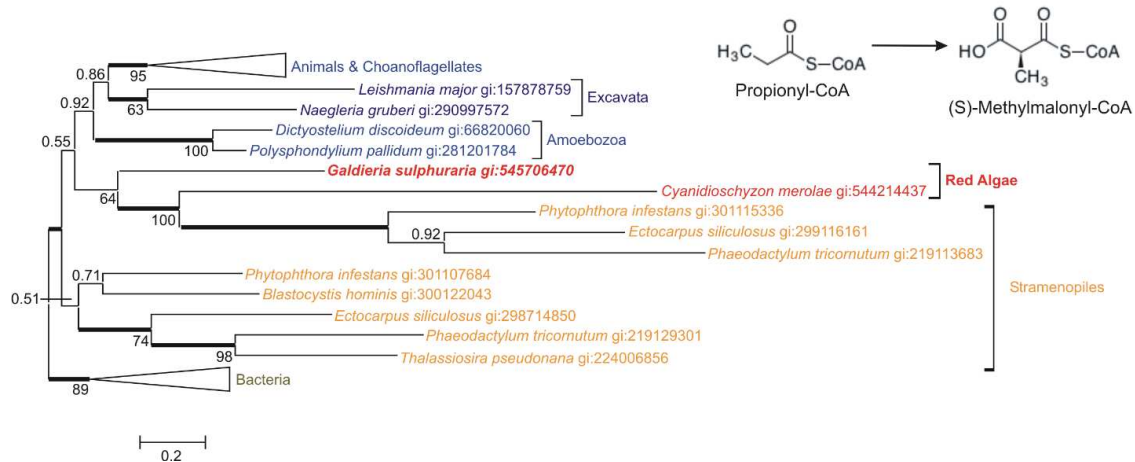 0.86
95
Animals & Choanoflagellates
Leishmania major gi:157878759
0.92
63
Naegleria gruberi gi:290997572
Excavata
Dictyostelium discoideum gi:66820060
0.55
100
Polysphondylium pallidum gi:281201784
Amoebozoa
Galdieria sulphuraria gi:545706470
64
Cyanidioschyzon merolae gi:544214437
Red Algae
100
Phytophthora infestans gi:301115336
0.92
Ectocarpus siliculosus gi:299116161
Phaeodactylum tricornutum gi:219113683
0.71
Phytophthora infestans gi:301107684
0.51
Blastocystis hominis gi:300122043
Stramenopiles
Ectocarpus siliculosus gi:298714850
74
Phaeodactylum tricornutum gi:219129301
98
Thalassiosira pseudonana gi:224006856
89
Bacteria
0.2
O
H₃C
S–CoA
Propionyl-CoA
O
O
HO
S–CoA
CH₃
(S)-Methylmalonyl-CoA